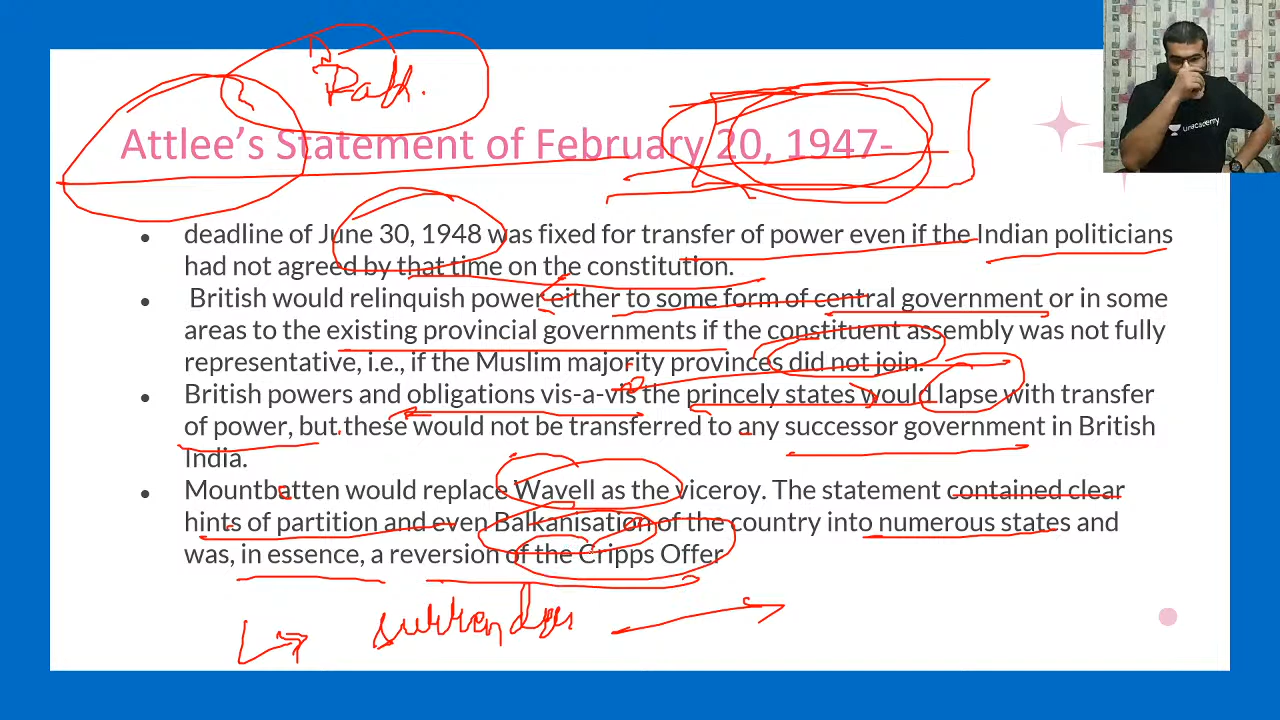 Path.
Attlee's Statement of February 20, 1947-
unacademy
● deadline of June 30, 1948 was fixed for transfer of power even if the Indian politicians
had not agreed by that time on the constitution.
● British would relinquish power either to some form of central government or in some
areas to the existing provincial governments if the constituent assembly was not fully
representative, i.e., if the Muslim majority provinces did not join.
● British powers and obligations vis-a-vis the princely states would lapse with transfer
of power, but these would not be transferred to any successor government in British
India.
● Mountbatten would replace Wavell as the viceroy. The statement contained clear
hints of partition and even Balkanisation of the country into numerous states and
was, in essence, a reversion of the Cripps Offer
surrender